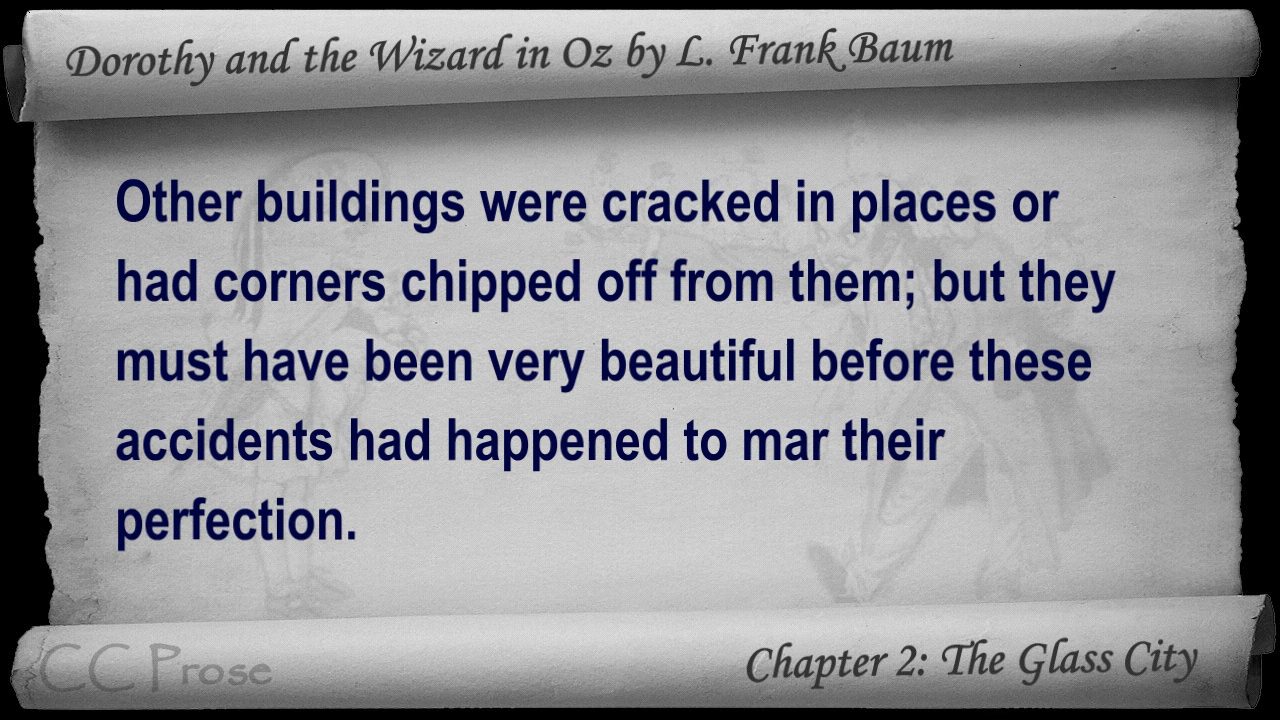 Dorothy and the Wizard in Oz by L. Frank Baum
Other buildings were cracked in places or
had corners chipped off from them; but they
must have been very beautiful before these
accidents had happened to mar their
perfection.
CC Prose
Chapter 2: The Glass City